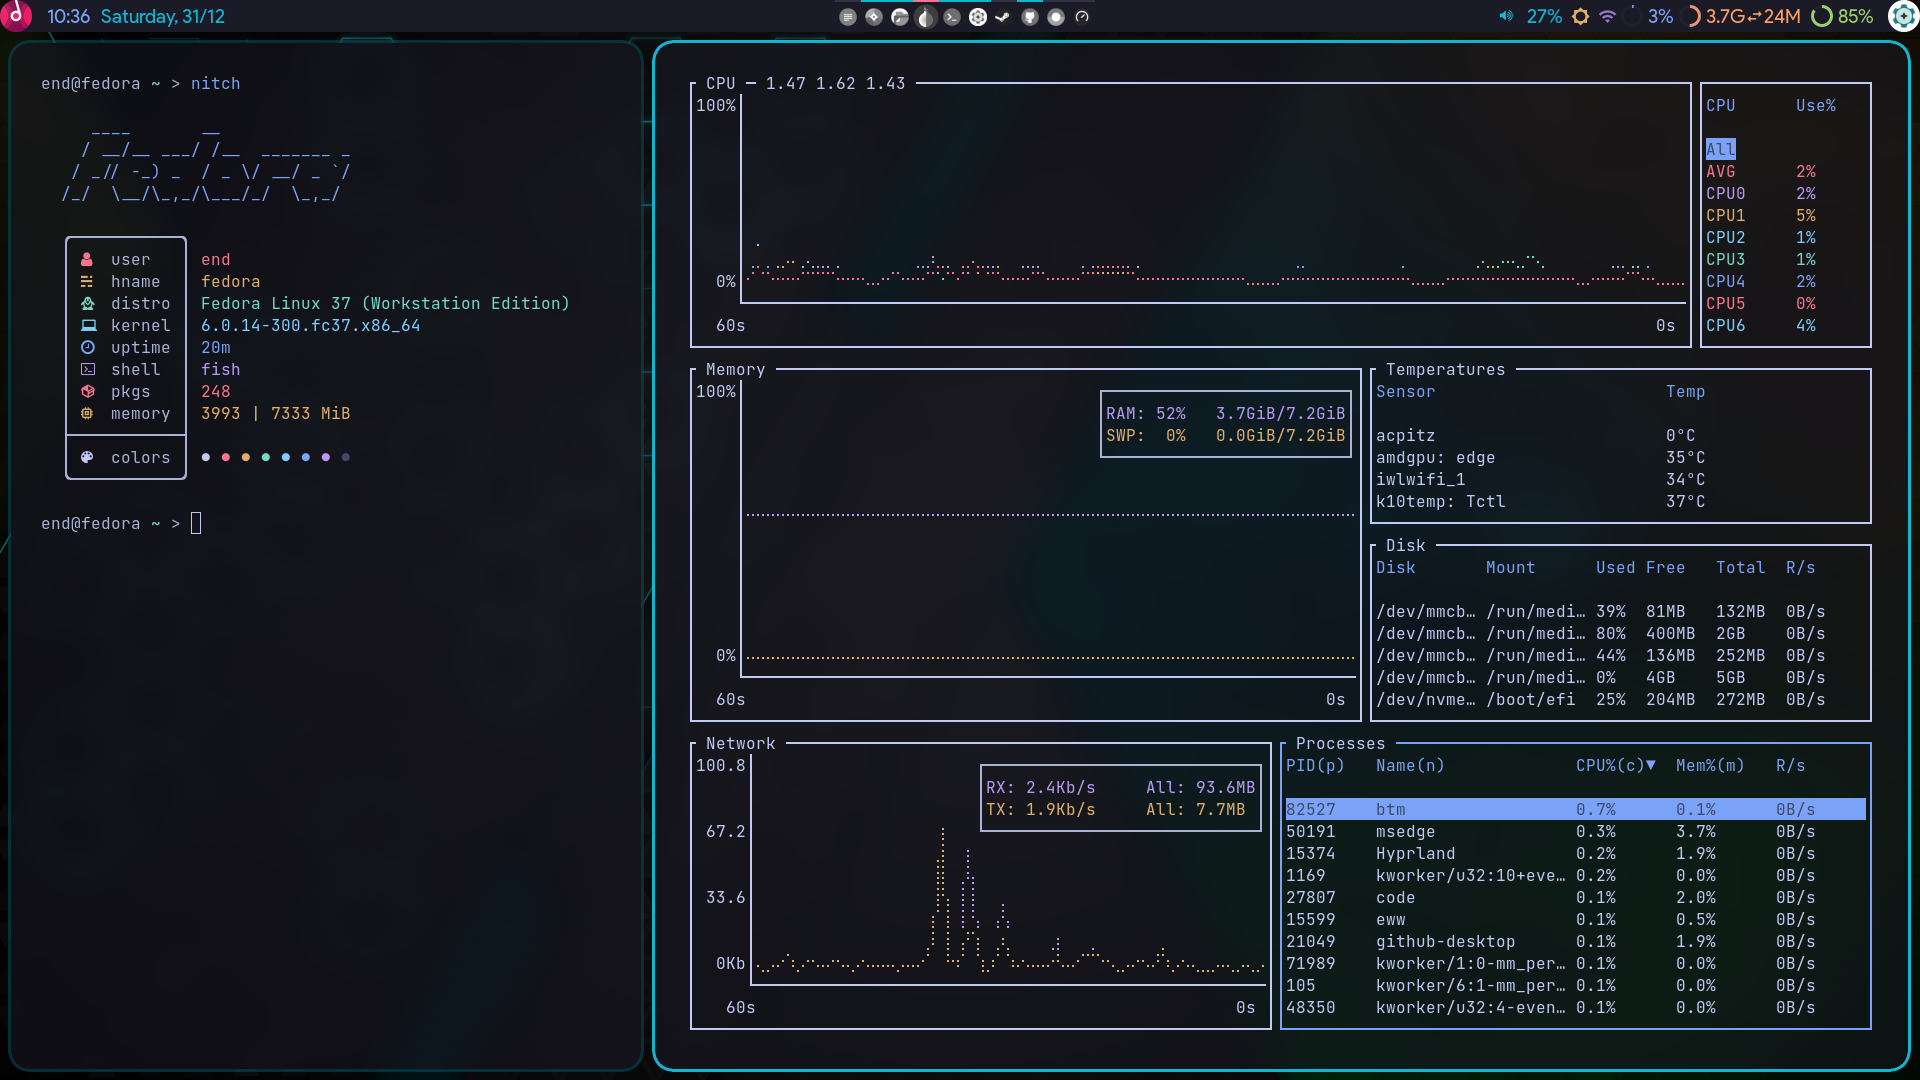 10:36 Saturday, 31/12
27% 3% 3.7G⇄24M 85%
end@fedora ~ > nitch
user end
hname fedora
distro Fedora Linux 37 (Workstation Edition)
kernel 6.0.14-300.fc37.x86_64
uptime 20m
shell fish
pkgs 248
memory 3993 | 7333 MiB
colors
end@fedora ~ >
CPU — 1.47 1.62 1.43
100%
0%
60s 0s
CPU Use%
All
AVG 2%
CPU0 2%
CPU1 5%
CPU2 1%
CPU3 1%
CPU4 2%
CPU5 0%
CPU6 4%
Memory
100%
RAM: 52% 3.7GiB/7.2GiB
SWP: 0% 0.0GiB/7.2GiB
0%
60s 0s
Temperatures
Sensor Temp
acpitz 0°C
amdgpu: edge 35°C
iwlwifi_1 34°C
k10temp: Tctl 37°C
Disk
Disk Mount Used Free Total R/s
/dev/mmcb… /run/medi… 39% 81MB 132MB 0B/s
/dev/mmcb… /run/medi… 80% 400MB 2GB 0B/s
/dev/mmcb… /run/medi… 44% 136MB 252MB 0B/s
/dev/mmcb… /run/medi… 0% 4GB 5GB 0B/s
/dev/nvme… /boot/efi 25% 204MB 272MB 0B/s
Network
100.8
67.2
33.6
0Kb
RX: 2.4Kb/s All: 93.6MB
TX: 1.9Kb/s All: 7.7MB
60s 0s
Processes
PID(p) Name(n) CPU%(c)▼ Mem%(m) R/s
82527 btm 0.7% 0.1% 0B/s
50191 msedge 0.3% 3.7% 0B/s
15374 Hyprland 0.2% 1.9% 0B/s
1169 kworker/u32:10+eve… 0.2% 0.0% 0B/s
27807 code 0.1% 2.0% 0B/s
15599 eww 0.1% 0.5% 0B/s
21049 github-desktop 0.1% 1.9% 0B/s
71989 kworker/1:0-mm_per… 0.1% 0.0% 0B/s
105 kworker/6:1-mm_per… 0.1% 0.0% 0B/s
48350 kworker/u32:4-even… 0.1% 0.0% 0B/s